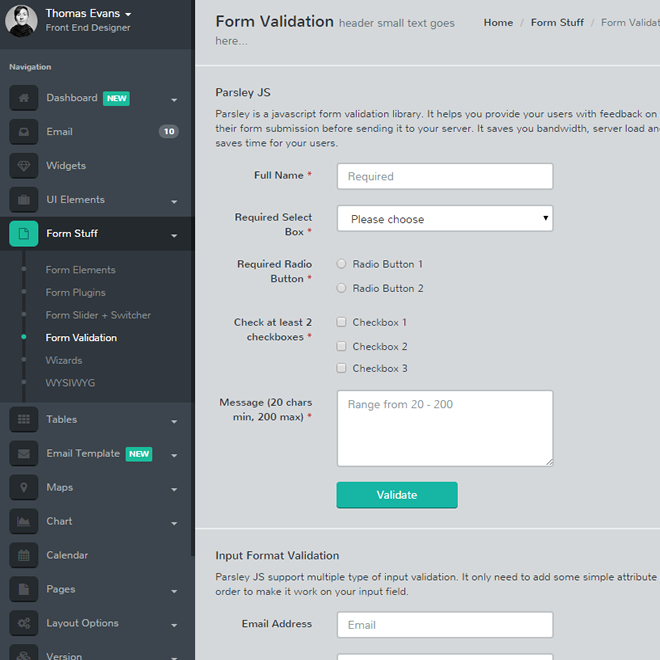 Thomas Evans
Front End Designer
Navigation
Dashboard NEW
Email 10
Widgets
UI Elements
Form Stuff
Form Elements
Form Plugins
Form Slider + Switcher
Form Validation
Wizards
WYSIWYG
Tables
Email Template NEW
Maps
Chart
Calendar
Pages
Layout Options
Version
Form Validation header small text goes
here...
Home / Form Stuff / Form Validat
Parsley JS
Parsley is a javascript form validation library. It helps you provide your users with feedback on
their form submission before sending it to your server. It saves you bandwidth, server load an
saves time for your users.
Full Name * Required
Required Select
Box *
Please choose
Required Radio
Button *
Radio Button 1
Radio Button 2
Check at least 2
checkboxes *
Checkbox 1
Checkbox 2
Checkbox 3
Message (20 chars
min, 200 max) *
Range from 20 - 200
Validate
Input Format Validation
Parsley JS support multiple type of input validation. It only need to add some simple attribute
order to make it work on your input field.
Email Address Email